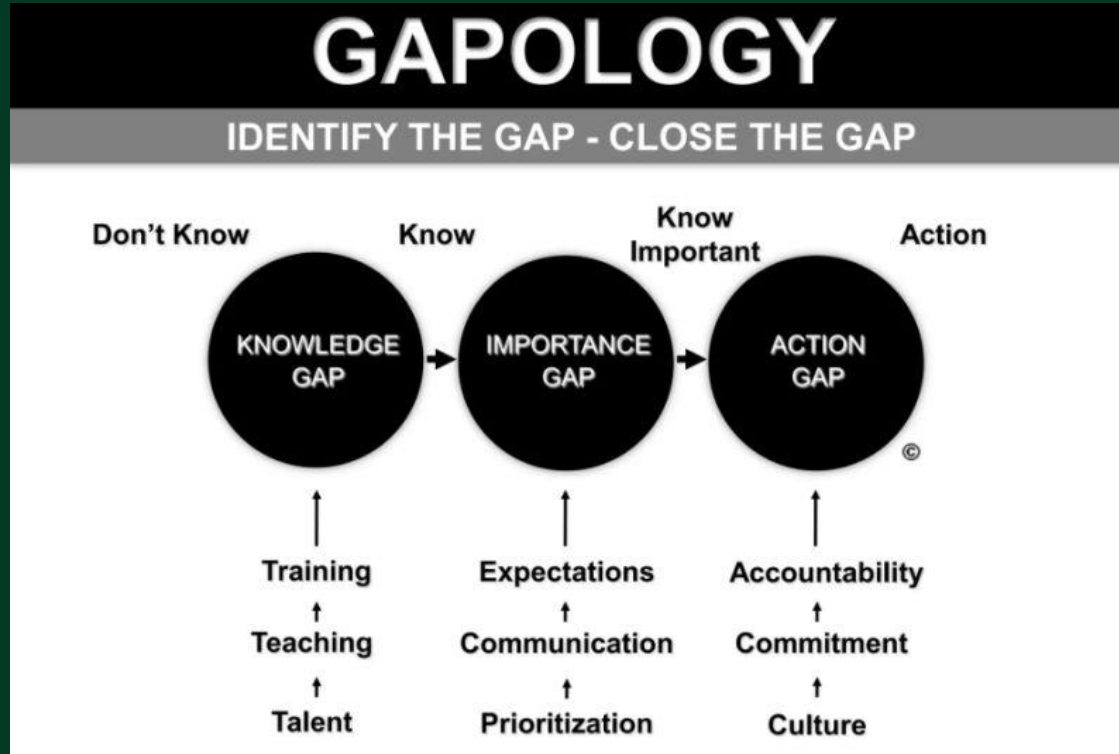 GAPOLOGY
IDENTIFY THE GAP - CLOSE THE GAP
Don't Know
Know
Know
Important
Action
KNOWLEDGE
GAP
IMPORTANCE
GAP
ACTION
GAP
©
Training
Expectations
Accountability
Teaching
Communication
Commitment
Talent
Prioritization
Culture